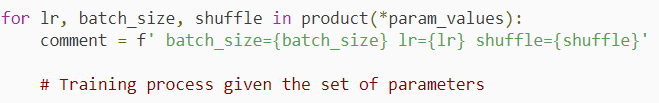 for lr, batch_size, shuffle in product(*param_values):
    comment = f' batch_size={batch_size} lr={lr} shuffle={shuffle}'
    # Training process given the set of parameters